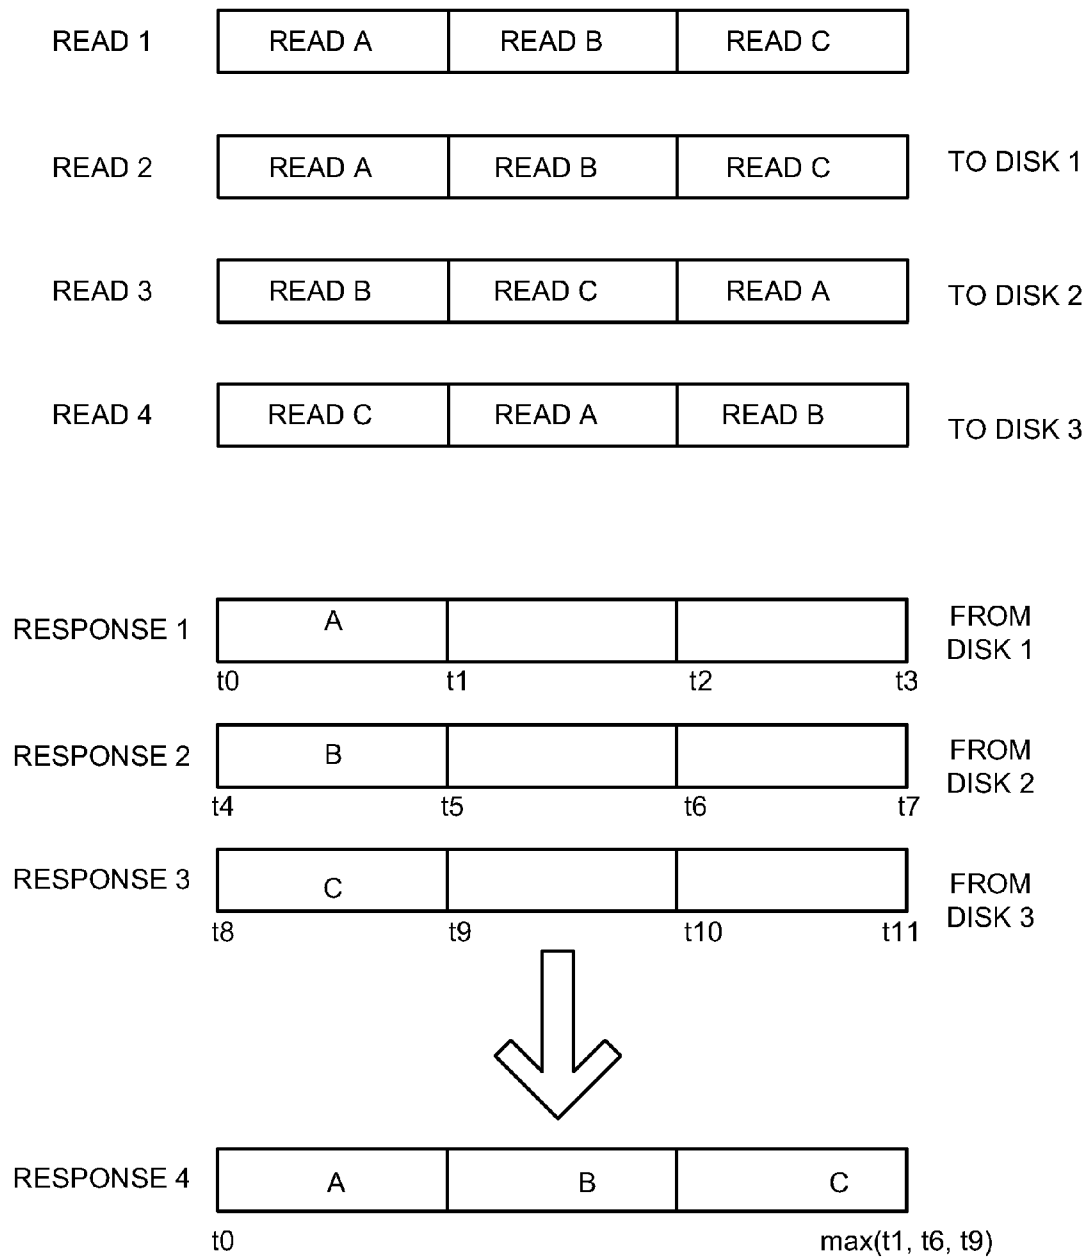 READ 1 READ A READ B READ C
READ 2 READ A READ B READ C TO DISK 1
READ 3 READ B READ C READ A TO DISK 2
READ 4 READ C READ A READ B TO DISK 3
RESPONSE 1 A FROM DISK 1
t0 t1 t2 t3
RESPONSE 2 B FROM DISK 2
t4 t5 t6 t7
RESPONSE 3 C FROM DISK 3
t8 t9 t10 t11
RESPONSE 4 A B C
t0 max(t1, t6, t9)